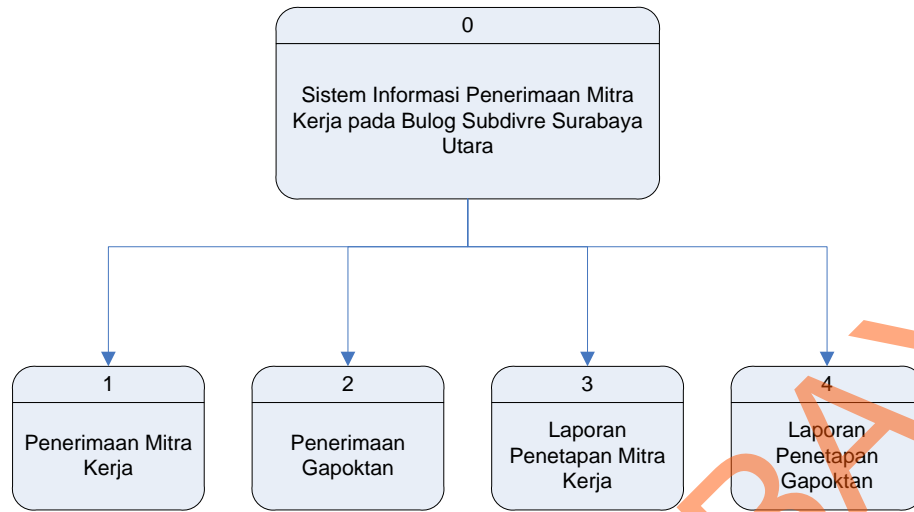 0
Sistem Informasi Penerimaan Mitra
Kerja pada Bulog Subdivre Surabaya
Utara
1
Penerimaan Mitra
Kerja
2
Penerimaan
Gapoktan
3
Laporan
Penetapan Mitra
Kerja
4
Laporan
Penetapan
Gapoktan